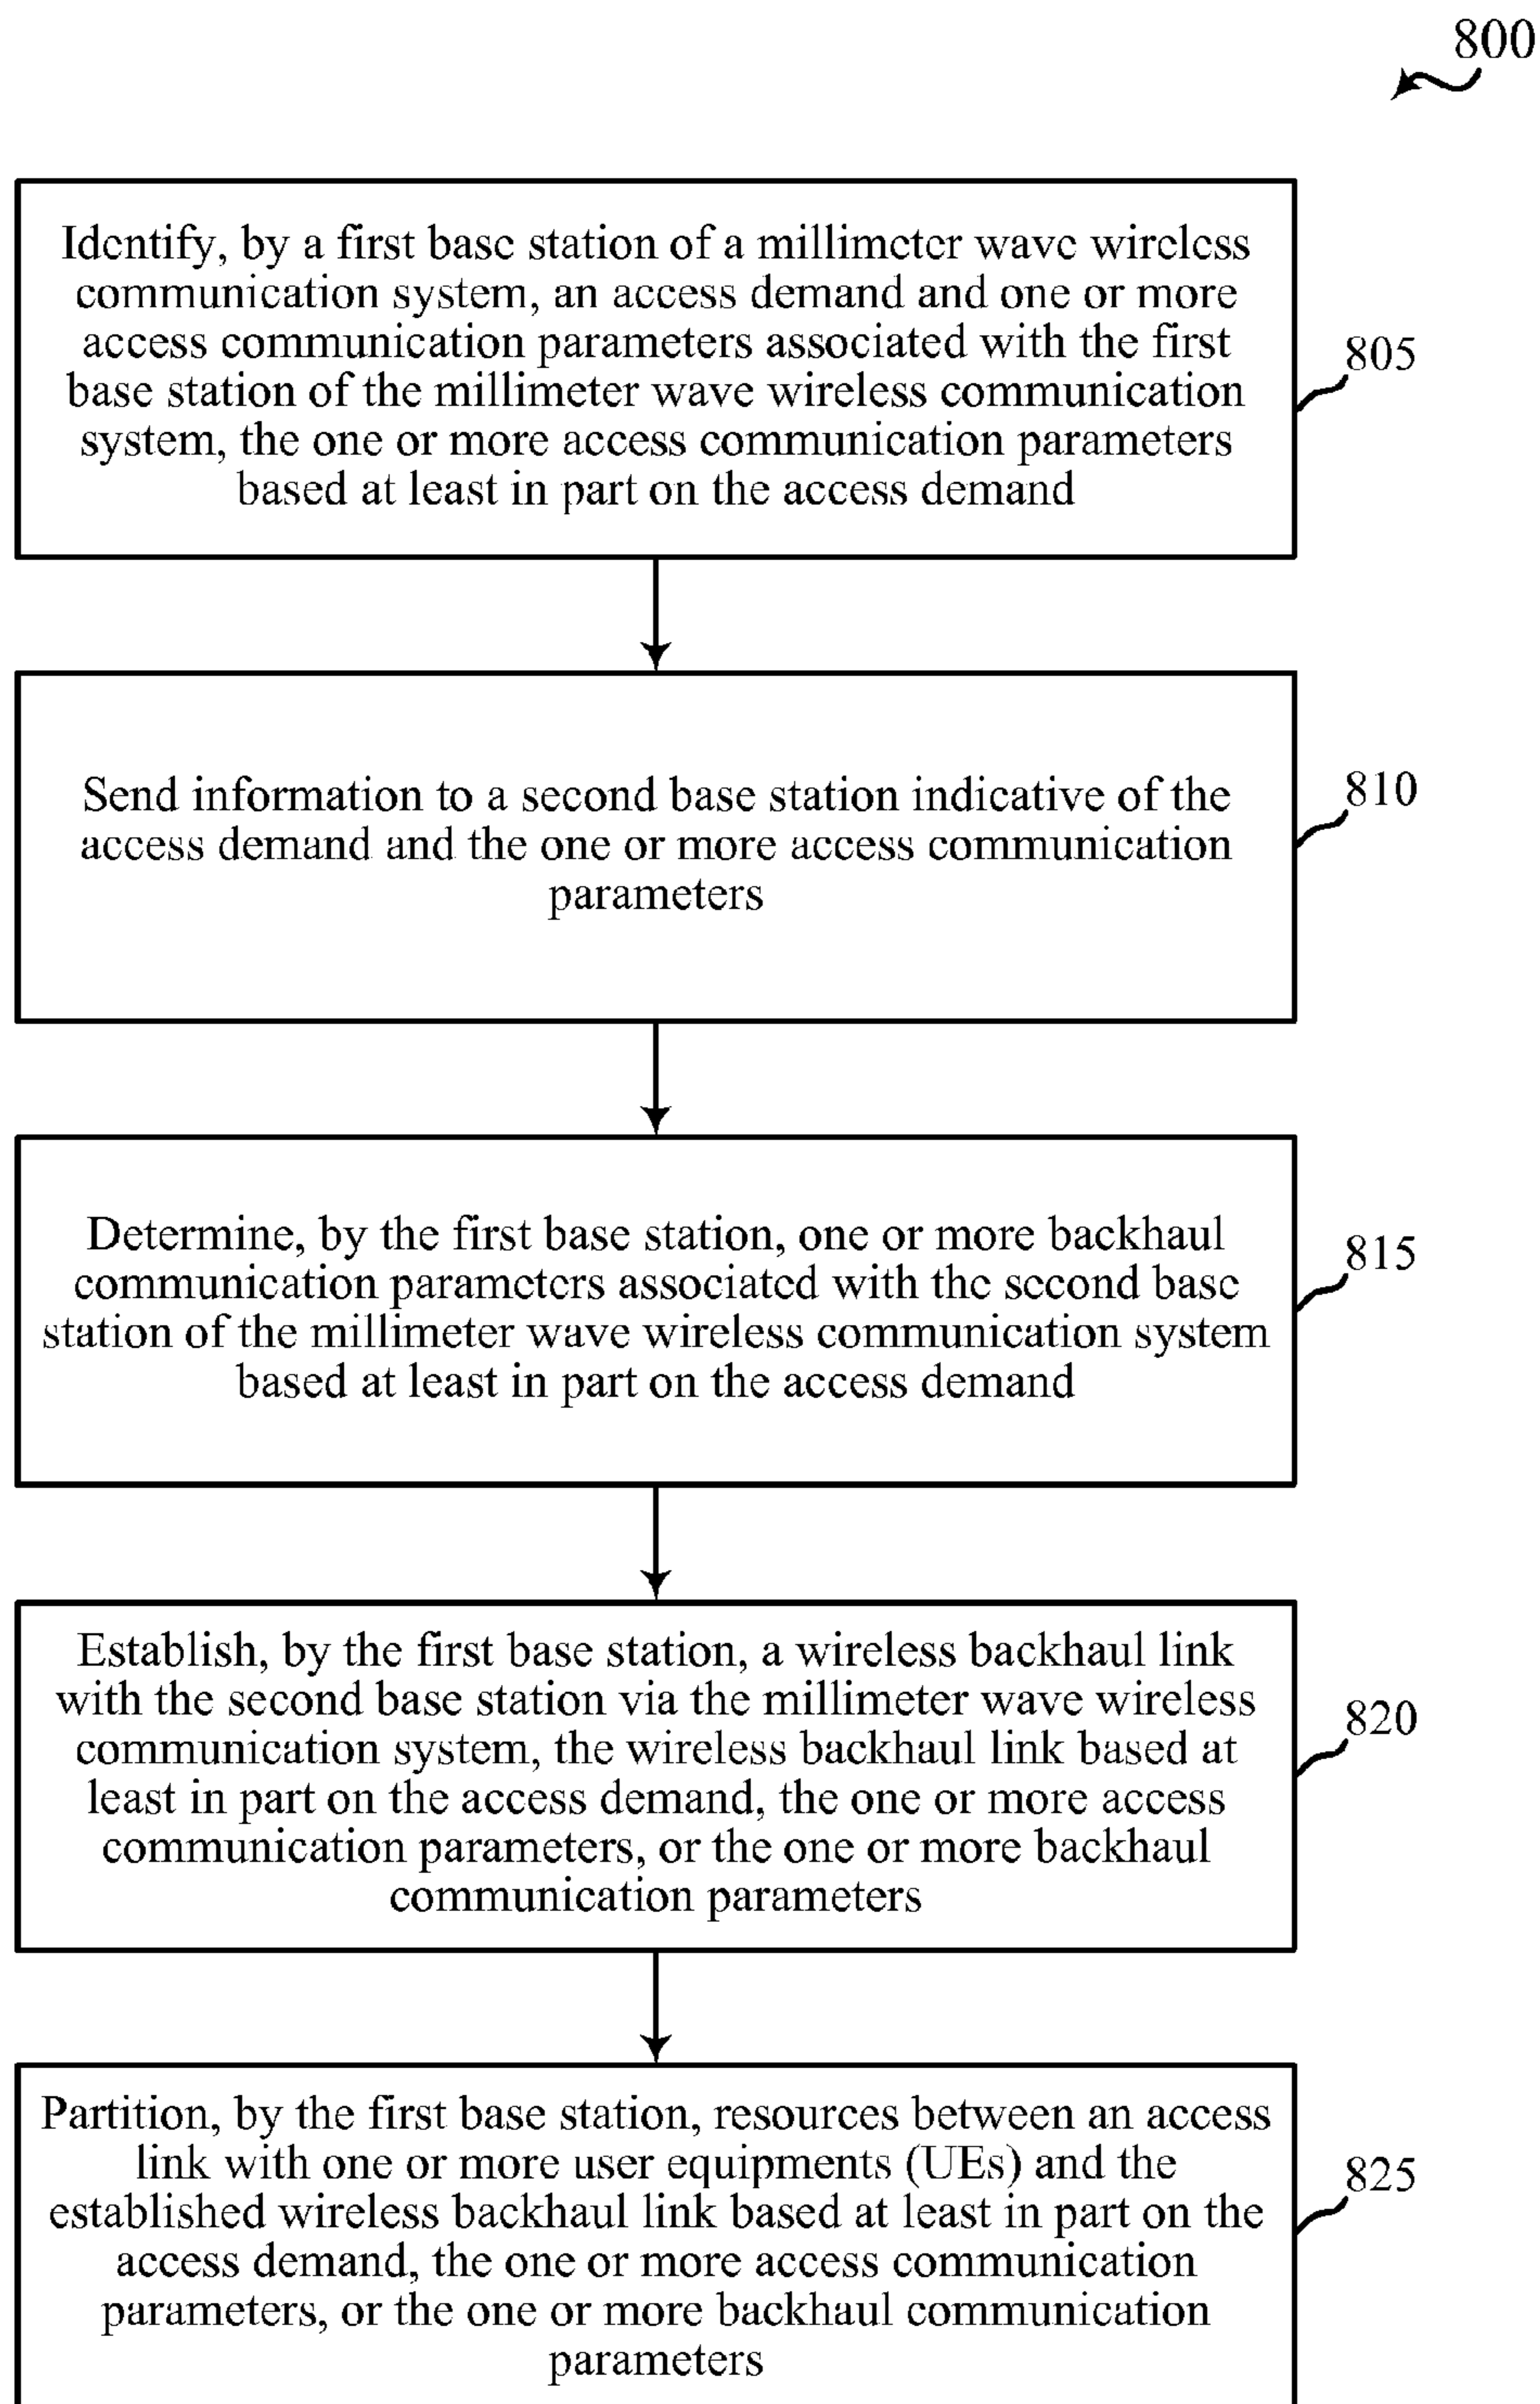 800
Identify, by a first base station of a millimeter wave wireless
communication system, an access demand and one or more
access communication parameters associated with the first
base station of the millimeter wave wireless communication
system, the one or more access communication parameters
based at least in part on the access demand
805
Send information to a second base station indicative of the
access demand and the one or more access communication
parameters
810
Determine, by the first base station, one or more backhaul
communication parameters associated with the second base
station of the millimeter wave wireless communication system
based at least in part on the access demand
815
Establish, by the first base station, a wireless backhaul link
with the second base station via the millimeter wave wireless
communication system, the wireless backhaul link based at
least in part on the access demand, the one or more access
communication parameters, or the one or more backhaul
communication parameters
820
Partition, by the first base station, resources between an access
link with one or more user equipments (UEs) and the
established wireless backhaul link based at least in part on the
access demand, the one or more access communication
parameters, or the one or more backhaul communication
parameters
825